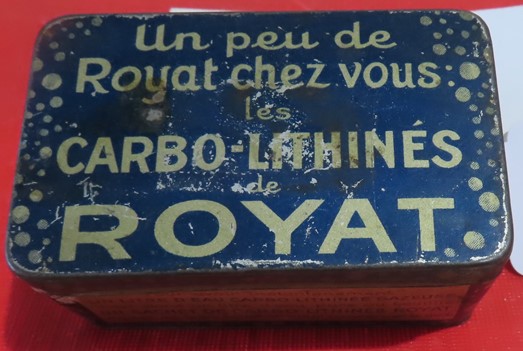 Un peu de
Royat chez vous
les
CARBO-LITHINÉS
de
ROYAT